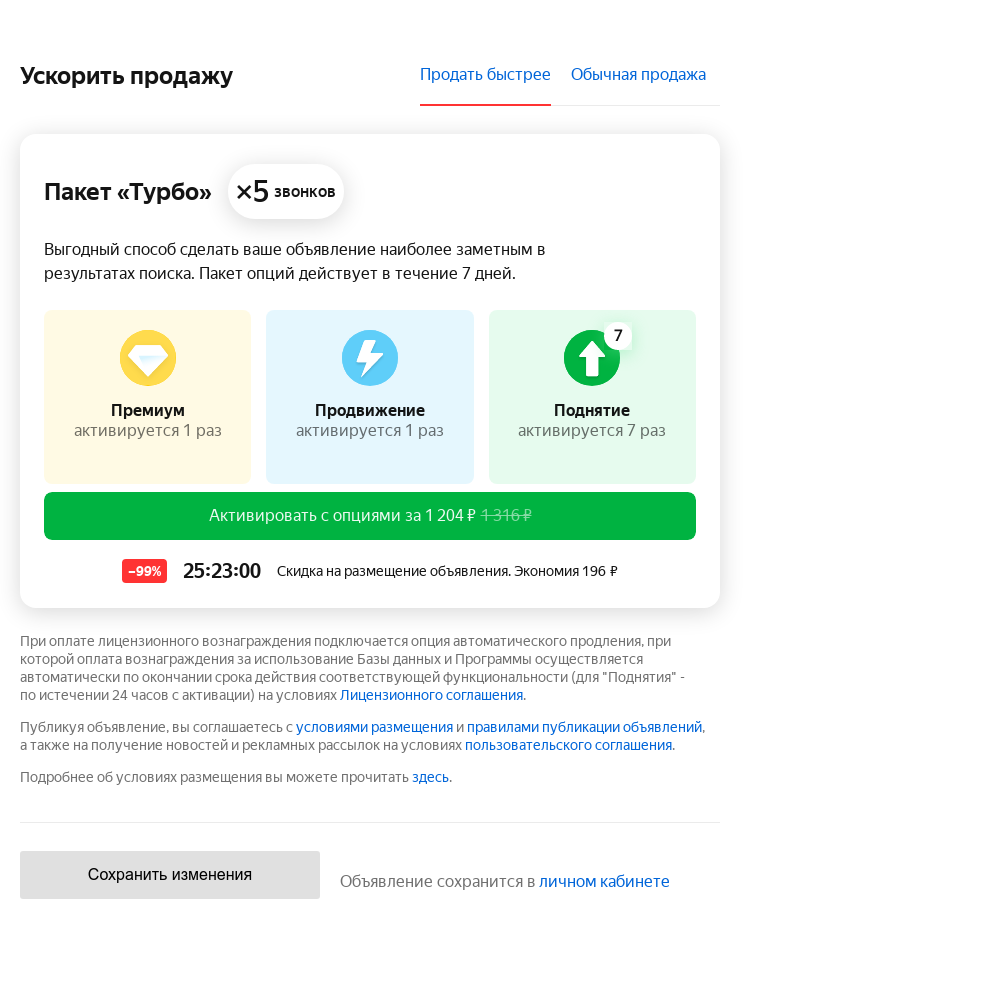 Ускорить продажу
Продать быстрее
Обычная продажа
Пакет «Турбо»
×5 звонков
Выгодный способ сделать ваше объявление наиболее заметным в
результатах поиска. Пакет опций действует в течение 7 дней.
7
Премиум
активируется 1 раз
Продвижение
активируется 1 раз
Поднятие
активируется 7 раз
Активировать с опциями за 1 204 ₽ 1 316 ₽
–99%
25:23:00
Скидка на размещение объявления. Экономия 196 ₽
При оплате лицензионного вознаграждения подключается опция автоматического продления, при
которой оплата вознаграждения за использование Базы данных и Программы осуществляется
автоматически по окончании срока действия соответствующей функциональности (для "Поднятия" -
по истечении 24 часов с активации) на условиях Лицензионного соглашения.
Публикуя объявление, вы соглашаетесь с условиями размещения и правилами публикации объявлений,
а также на получение новостей и рекламных рассылок на условиях пользовательского соглашения.
Подробнее об условиях размещения вы можете прочитать здесь.
Сохранить изменения
Объявление сохранится в личном кабинете